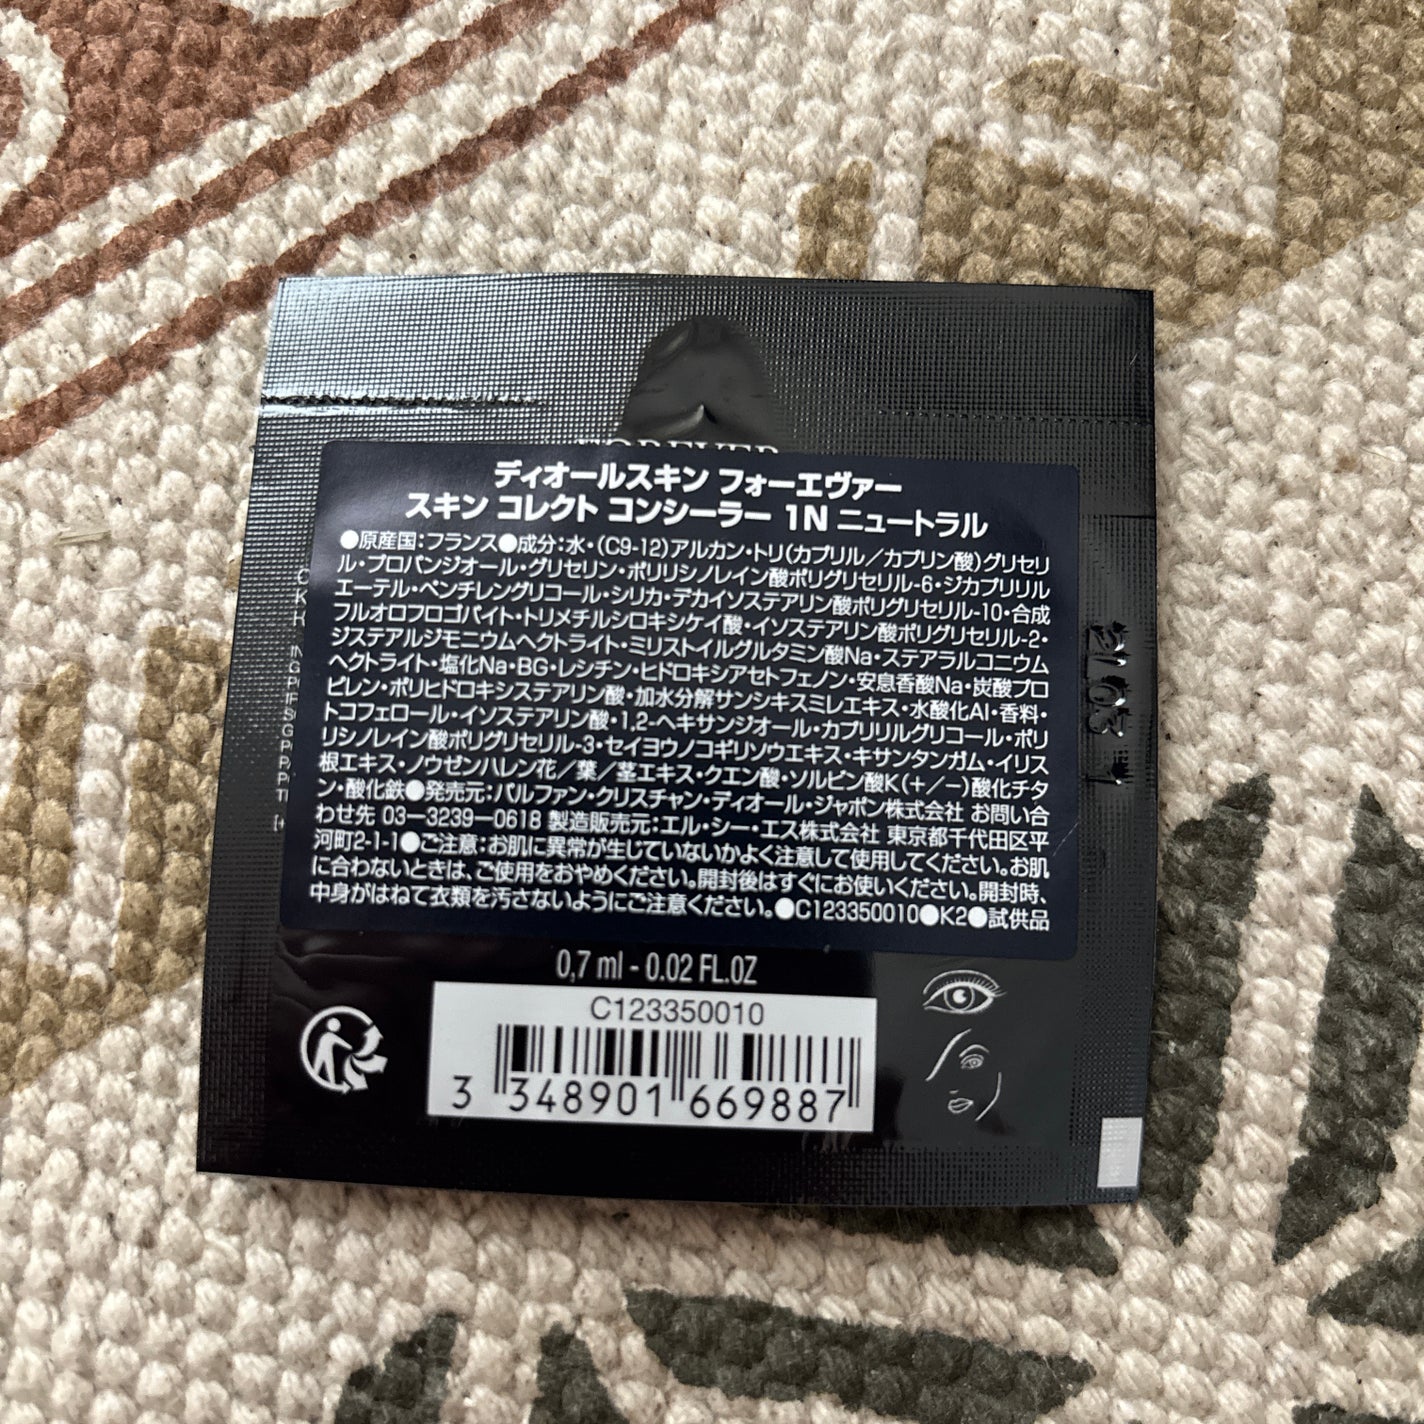 FOREVER
ディオールスキン フォーエヴァー
スキン コレクト コンシーラー 1N ニュートラル
●原産国:フランス●成分:水・(C9-12)アルカン・トリ(カプリル/カプリン酸)グリセリ
ル・プロパンジオール・グリセリン・ポリリシノレイン酸ポリグリセリル-6・ジカプリリル
エーテル・ペンチレングリコール・シリカ・デカイソステアリン酸ポリグリセリル-10・合成
フルオロフロゴパイト・トリメチルシロキシケイ酸・イソステアリン酸ポリグリセリル-2・
ジステアルジモニウムヘクトライト・ミリストイルグルタミン酸Na・ステアラルコニウム
ヘクトライト・塩化Na・BG・レシチン・ヒドロキシアセトフェノン・安息香酸Na・炭酸プロ
ピレン・ポリヒドロキシステアリン酸・加水分解サンシキスミレエキス・水酸化Al・香料・
トコフェロール・イソステアリン酸・1,2-ヘキサンジオール・カプリリルグリコール・ポリ
リシノレイン酸ポリグリセリル-3・セイヨウノコギリソウエキス・キサンタンガム・イリス
根エキス・ノウゼンハレン花/葉/茎エキス・クエン酸・ソルビン酸K(+/−)酸化チタ
ン・酸化鉄●発売元:パルファン・クリスチャン・ディオール・ジャポン株式会社 お問い合
わせ先 03−3239−0618 製造販売元:エル・シー・エス株式会社 東京都千代田区平
河町2-1-1●ご注意:お肌に異常が生じていないかよく注意して使用してください。お肌
に合わないときは、ご使用をおやめください。開封後はすぐにお使いください。開封時、
中身がはねて衣類を汚さないようにご注意ください。●C123350010●K2●試供品
0,7 ml - 0.02 FL.OZ
C123350010
3 348901 669887